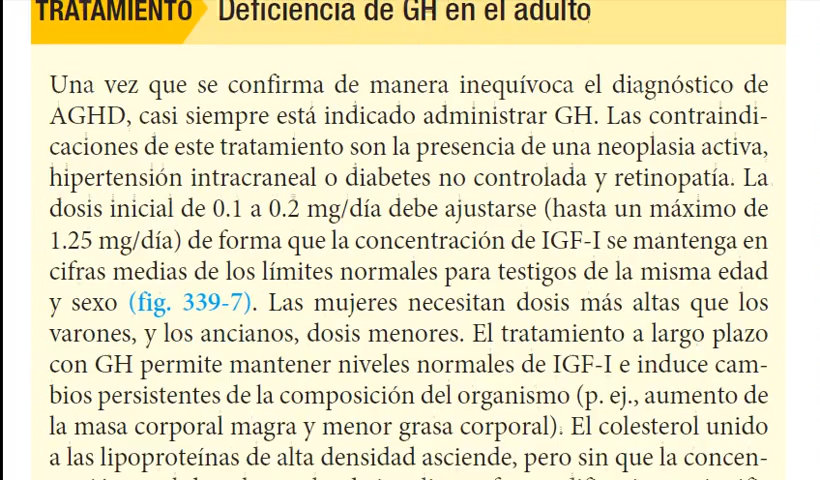 TRATAMIENTO Deficiencia de GH en el adulto
Una vez que se confirma de manera inequívoca el diagnóstico de
AGHD, casi siempre está indicado administrar GH. Las contraindi-
caciones de este tratamiento son la presencia de una neoplasia activa,
hipertensión intracraneal o diabetes no controlada y retinopatía. La
dosis inicial de 0.1 a 0.2 mg/día debe ajustarse (hasta un máximo de
1.25 mg/día) de forma que la concentración de IGF-I se mantenga en
cifras medias de los límites normales para testigos de la misma edad
y sexo (fig. 339-7). Las mujeres necesitan dosis más altas que los
varones, y los ancianos, dosis menores. El tratamiento a largo plazo
con GH permite mantener niveles normales de IGF-I e induce cam-
bios persistentes de la composición del organismo (p. ej., aumento de
la masa corporal magra y menor grasa corporal). El colesterol unido
a las lipoproteínas de alta densidad asciende, pero sin que la concen-